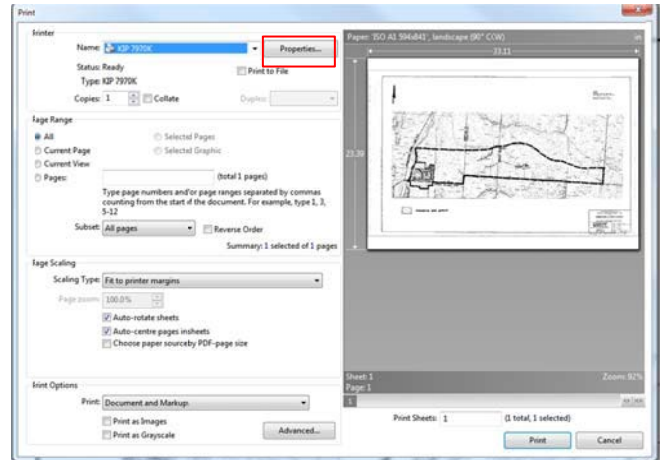 Print
Printer
Name: KIP 7970K Properties...
Status: Ready
Print to File
Type: KIP 7970K
Copies: 1 Collate Duplex:
Page Range
All Selected Pages
Current Page Selected Graphic
Current View
Pages: (total 1 pages)
Type page numbers and/or page ranges separated by commas
counting from the start if the document. For example, type 1, 3,
5-12
Subset: All pages Reverse Order
Summary: 1 selected of 1 pages
Page Scaling
Scaling Type: Fit to printer margins
Page zoom: 100.0%
Auto-rotate sheets
Auto-centre pages insheets
Choose paper sourceby PDF-page size
Print Options
Print: Document and Markup
Print as Images
Print as Grayscale
Advanced...
Paper: 'ISO A1 594x841', landscape (90° CCW) in
33.11
23.39
Sheet: 1 Zoom: 92%
Page: 1
1
Print Sheets: 1 (1 total, 1 selected)
Print Cancel